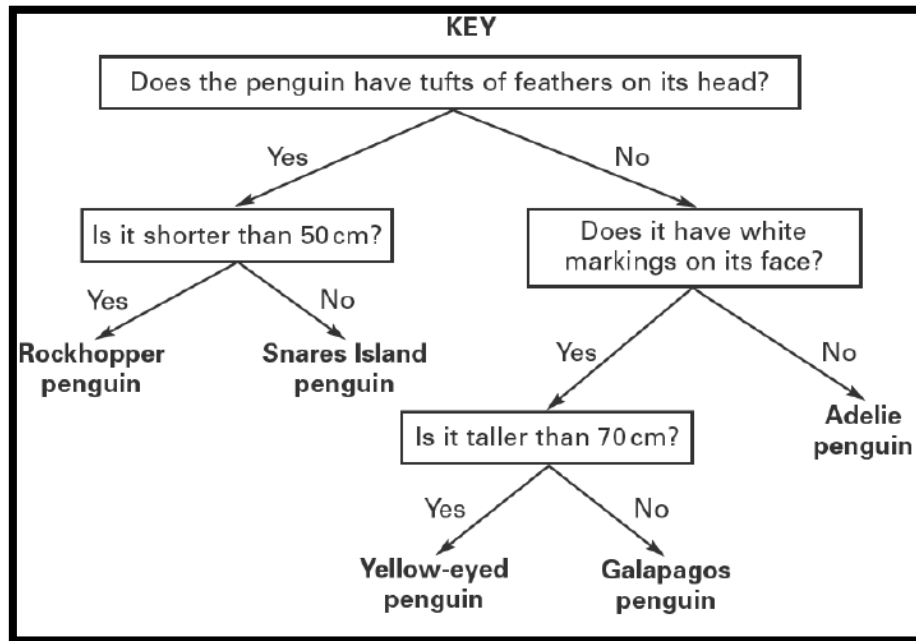 KEY
Does the penguin have tufts of feathers on its head?
Yes
No
Is it shorter than 50 cm?
Does it have white
markings on its face?
Yes
No
Rockhopper
penguin
Snares Island
penguin
Yes
No
Adelie
penguin
Is it taller than 70 cm?
Yes
No
Yellow-eyed
penguin
Galapagos
penguin